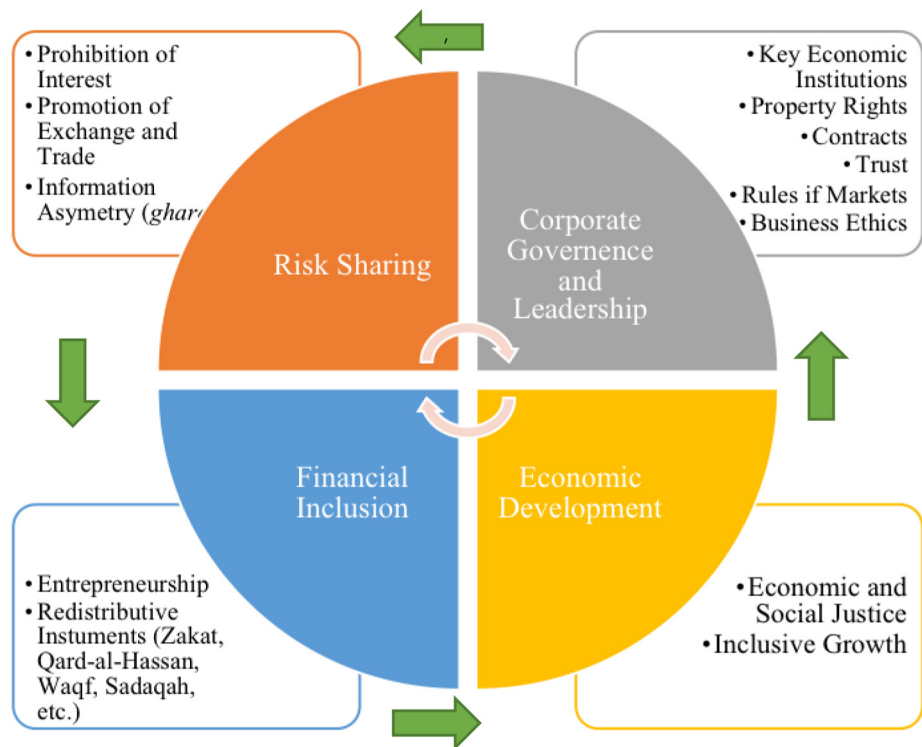 • Prohibition of
Interest
• Promotion of
Exchange and
Trade
• Information
Asymetry (
• Key Economic
Institutions
• Property Rights
• Contracts
• Trust
• Rules if Markets
• Business Ethics
Risk Sharing
Corporate
Governence
and
Leadership
Financial
Inclusion
Economic
Development
• Entrepreneurship
• Redistributive
Instuments (Zakat,
Qard-al-Hassan,
Waqf, Sadaqah,
etc.)
• Economic and
Social Justice
• Inclusive Growth